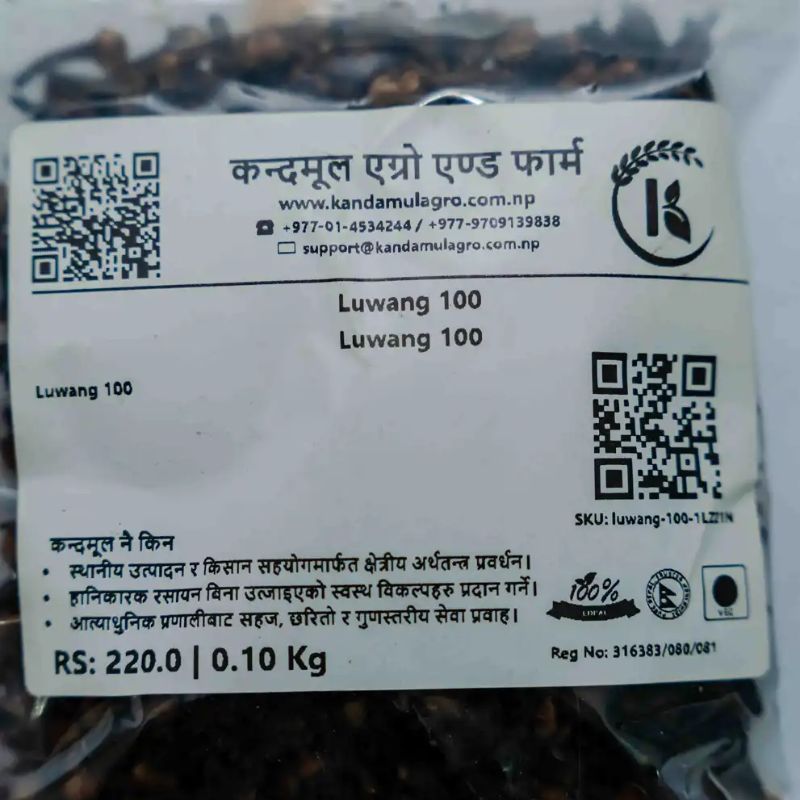 कन्दमूल एग्रो एण्ड फार्म
www.kandamulagro.com.np
+977-01-4534244 / +977-9709139838
support@kandamulagro.com.np
Luwang 100
Luwang 100
Luwang 100
SKU: luwang-100-1LZZ1N
कन्दमूल नै किन
• स्थानीय उत्पादन र किसान सहयोगमार्फत क्षेत्रीय अर्थतन्त्र प्रवर्धन।
• हानिकारक रसायन विना उत्जाइएको स्वस्थ विकल्पहरु प्रदान गर्ने।
• आत्याधुनिक प्रणालीबाट सहज, छरितो र गुणस्तरीय सेवा प्रवाह।
100%
RS: 220.0 | 0.10 Kg
Reg No: 316383/080/081